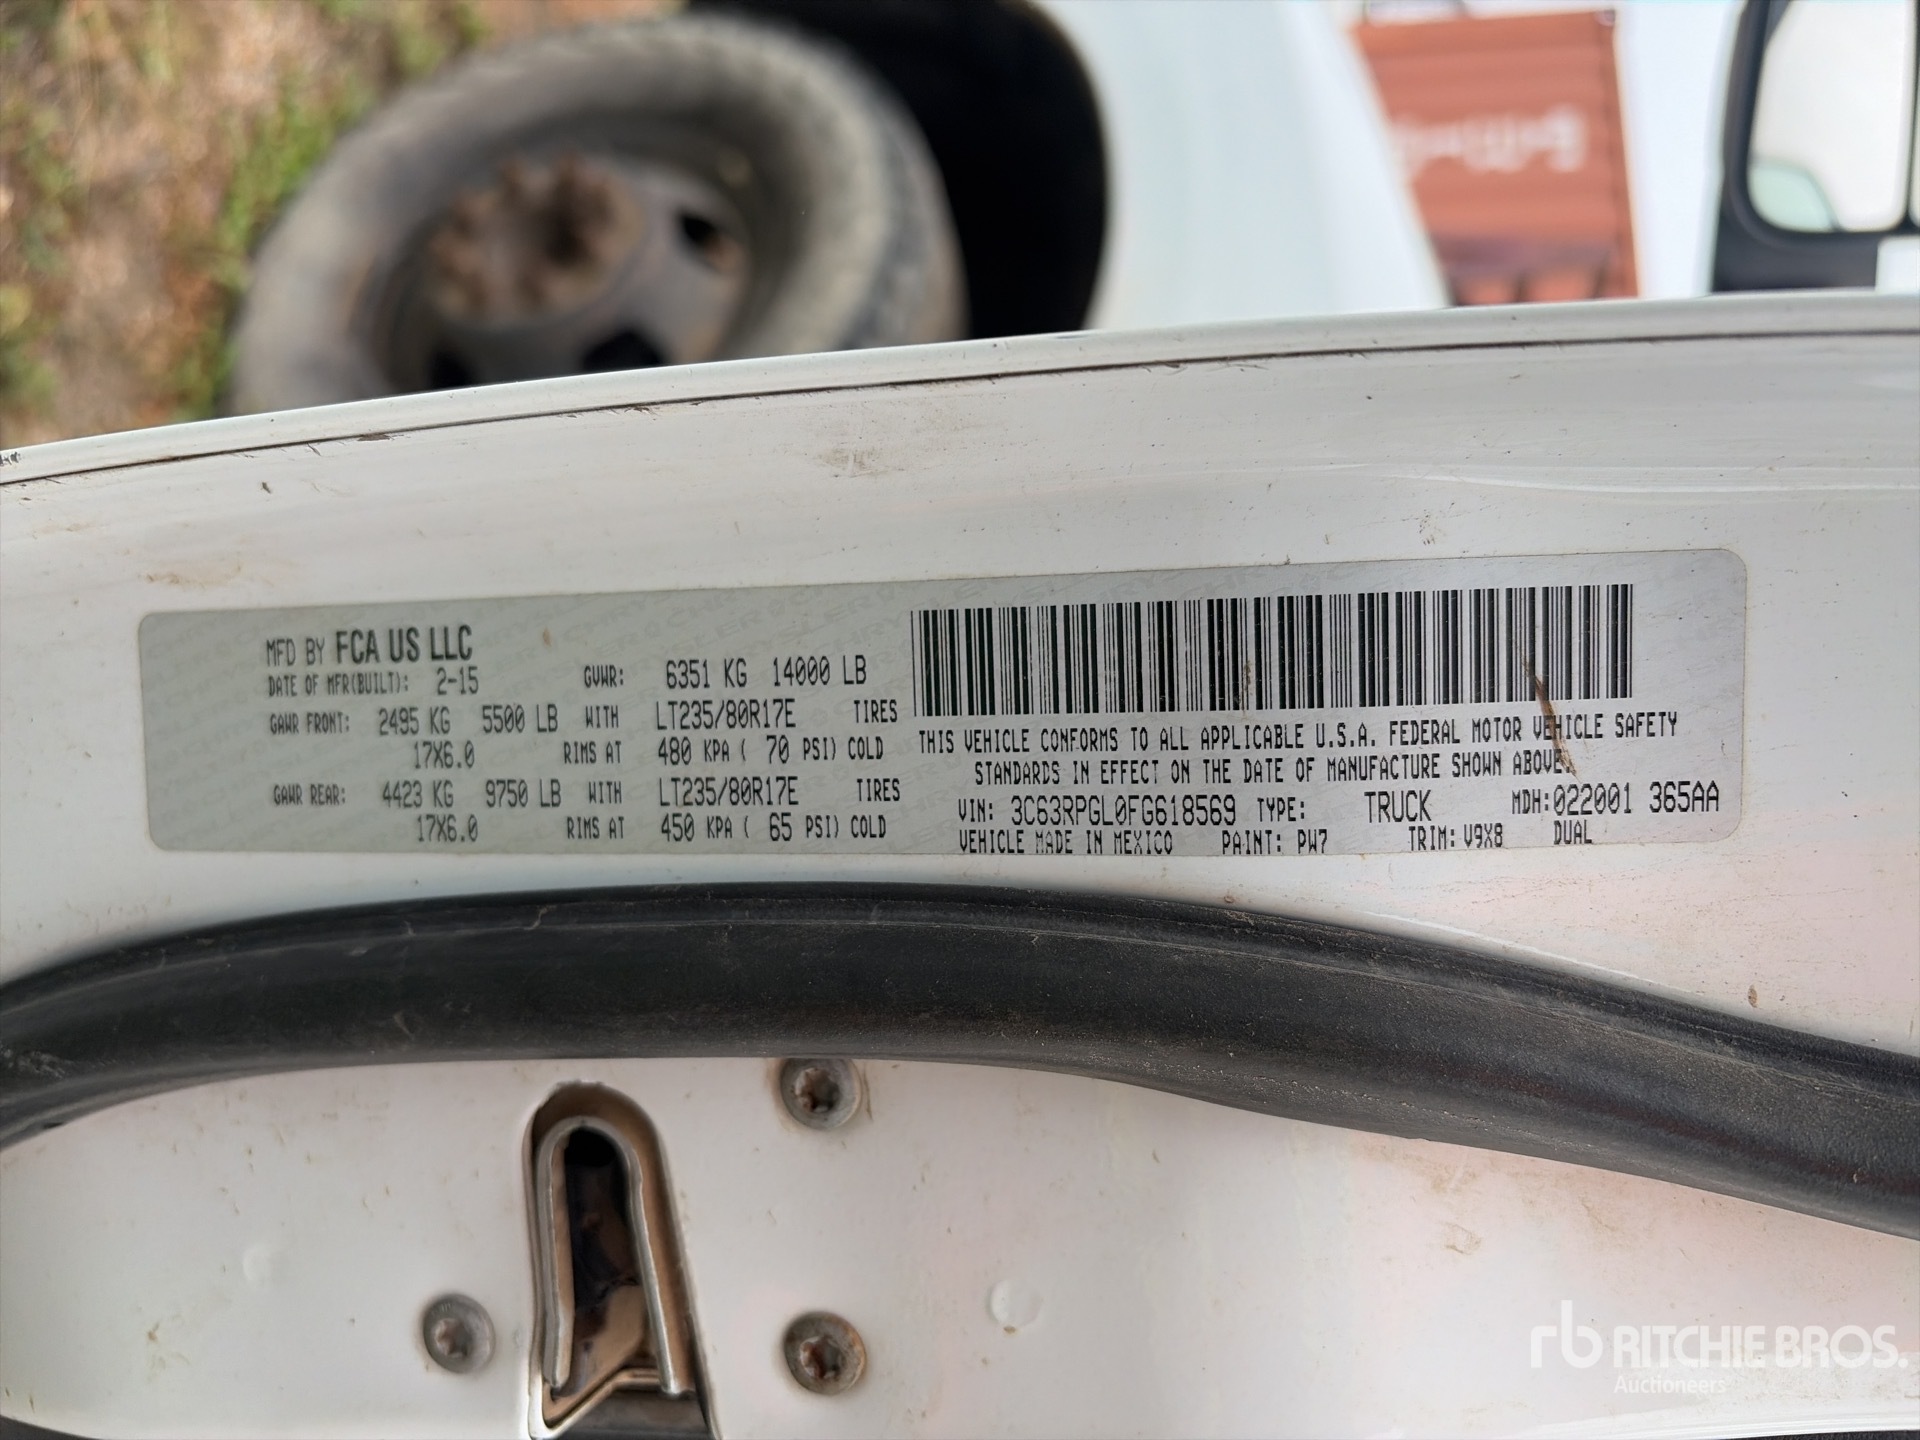 MFD BY FCA US LLC
DATE OF MFR(BUILT): 2-15 GVWR: 6351 KG 14000 LB
GAWR FRONT: 2495 KG 5500 LB WITH LT235/80R17E TIRES
17X6.0 RIMS AT 480 KPA ( 70 PSI) COLD
GAWR REAR: 4423 KG 9750 LB WITH LT235/80R17E TIRES
17X6.0 RIMS AT 450 KPA ( 65 PSI) COLD
THIS VEHICLE CONFORMS TO ALL APPLICABLE U.S.A. FEDERAL MOTOR VEHICLE SAFETY
STANDARDS IN EFFECT ON THE DATE OF MANUFACTURE SHOWN ABOVE.
VIN: 3C63RPGL0FG618569 TYPE: TRUCK MDH:022001 365AA
VEHICLE MADE IN MEXICO PAINT: PW7 TRIM: V9X8 DUAL
rb RITCHIE BROS.
Auctioneers